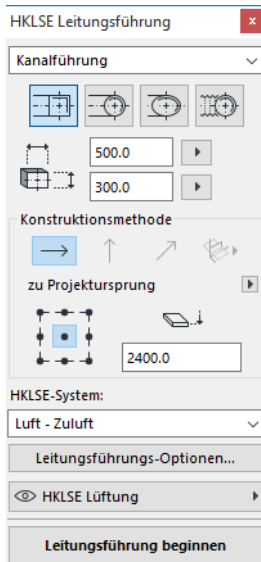 HKLSE Leitungsführung
Kanalführung
500.0
300.0
Konstruktionsmethode
zu Projektursprung
2400.0
HKLSE-System:
Luft - Zuluft
Leitungsführungs-Optionen...
HKLSE Lüftung
Leitungsführung beginnen